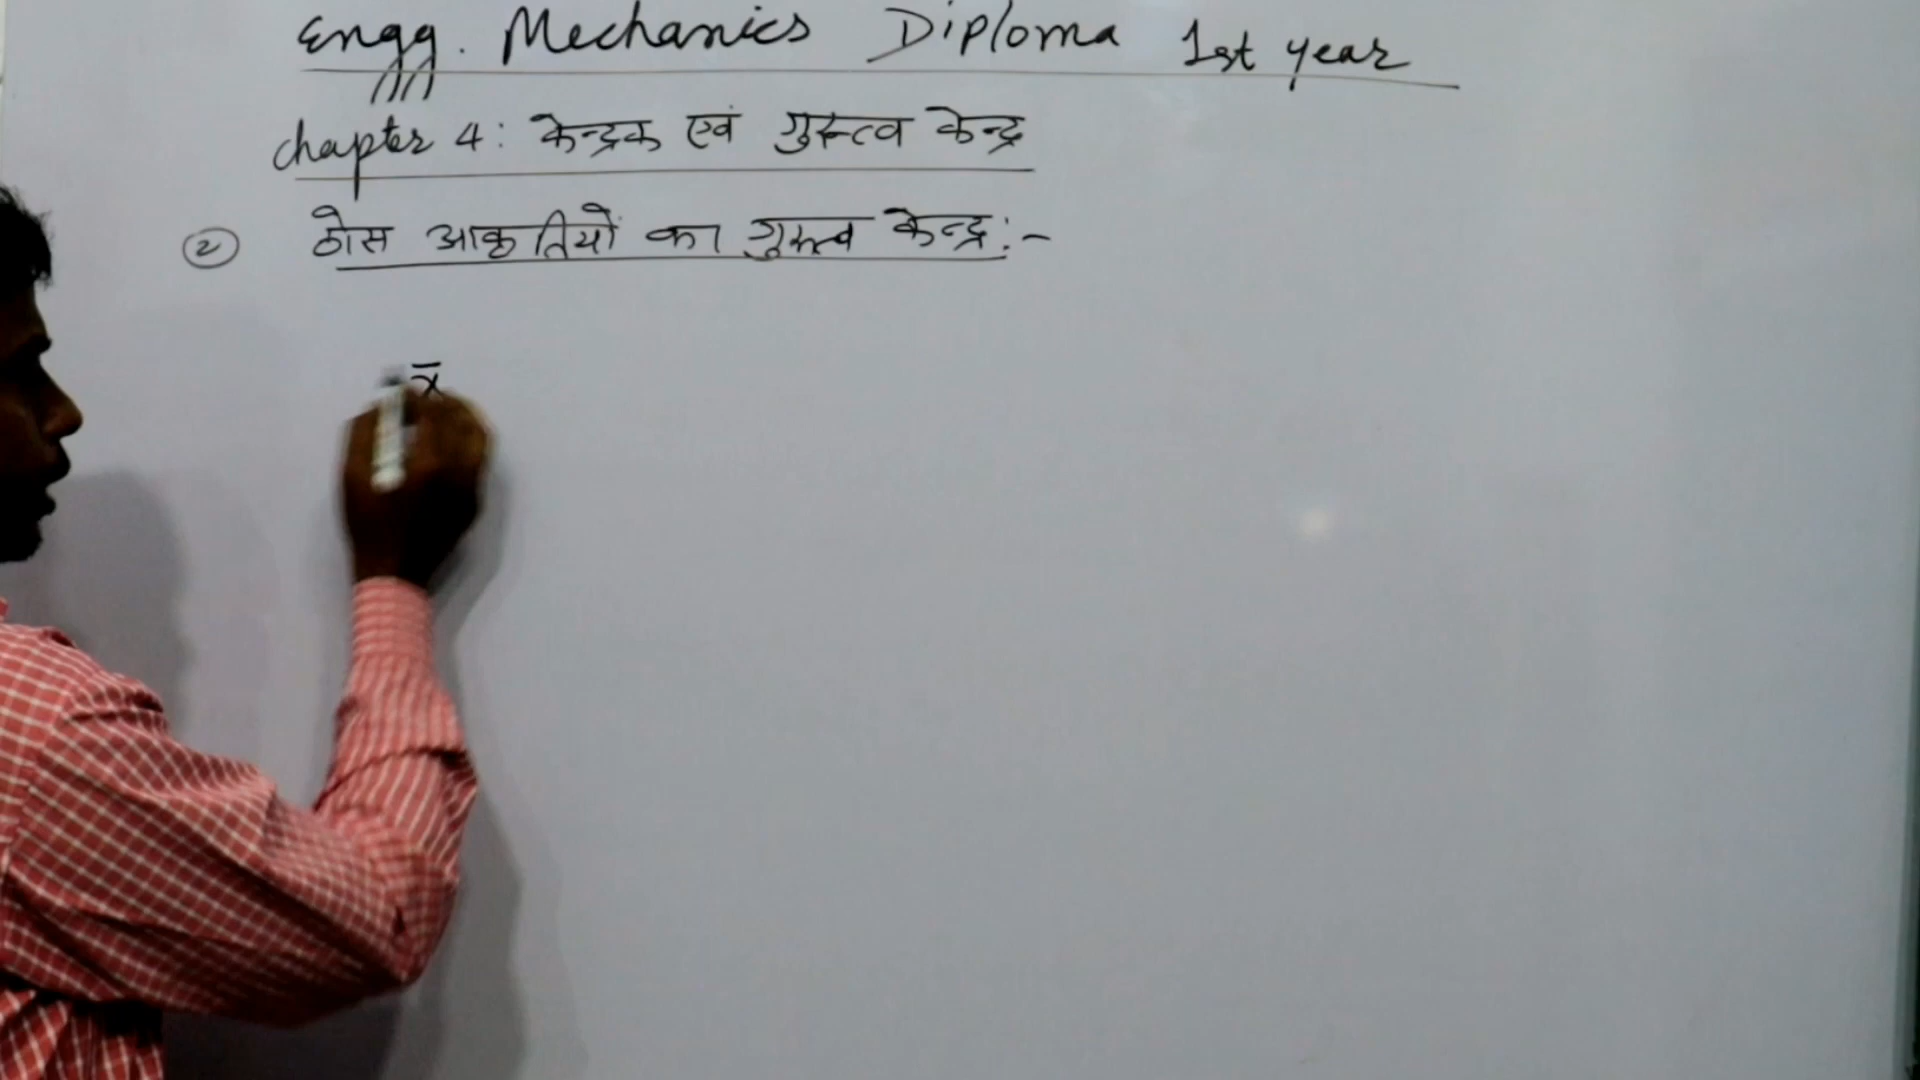 Engg. Mechanics Diploma 1st year
Chapter 4: केन्द्रक एवं गुरुत्व केन्द्र
② ठोस आकृतियों का गुरुत्व केन्द्र:-
x̄